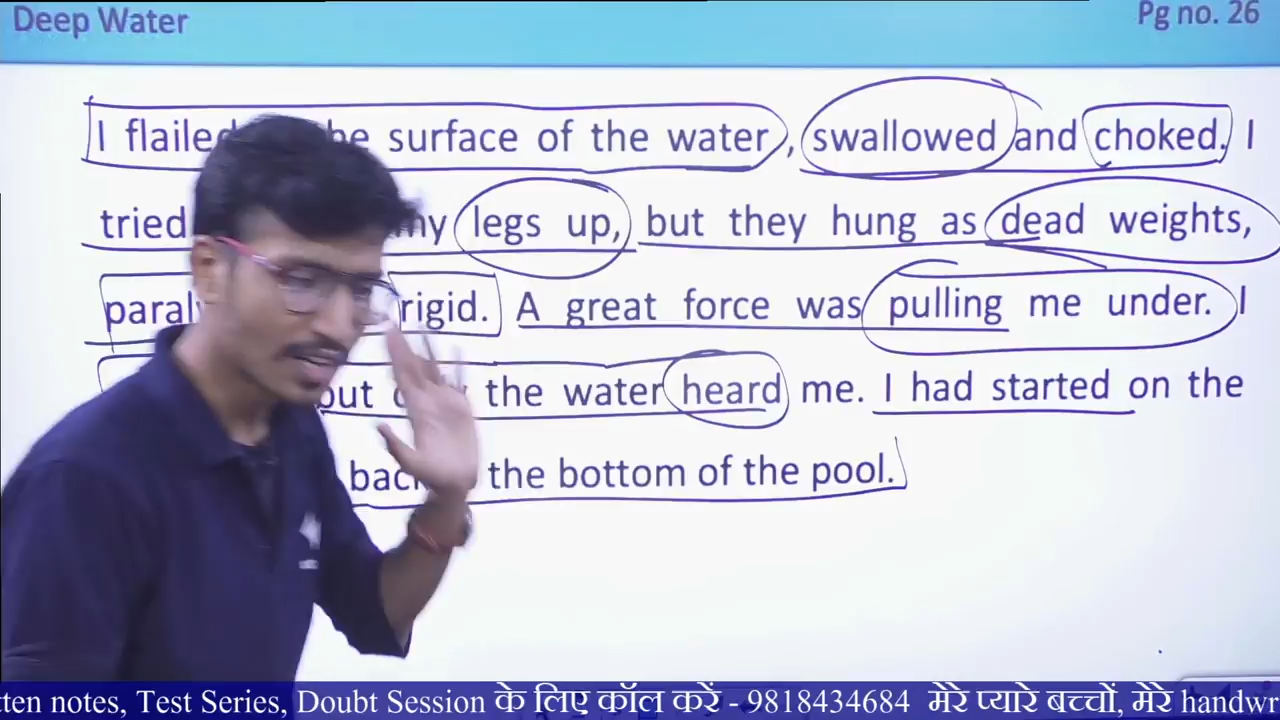 Deep Water
Pg no. 26
I flailed the surface of the water, swallowed and choked. I
tried my legs up, but they hung as dead weights,
rigid. A great force was pulling me under. I
the water heard me. I had started on the
the bottom of the pool.
notes, Test Series, Doubt Session के लिए कॉल करें - 9818434684 मेरे प्यारे बच्चों, मेरे